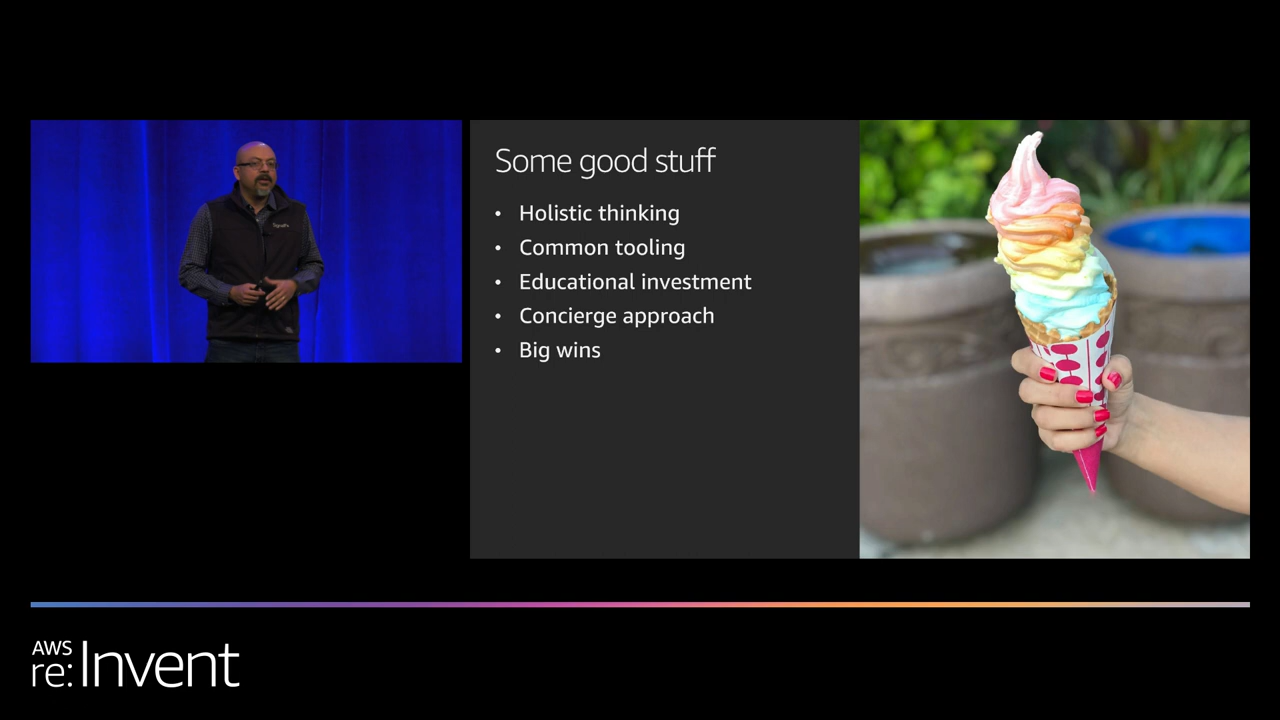 Some good stuff
• Holistic thinking
• Common tooling
• Educational investment
• Concierge approach
• Big wins
AWS
re:Invent